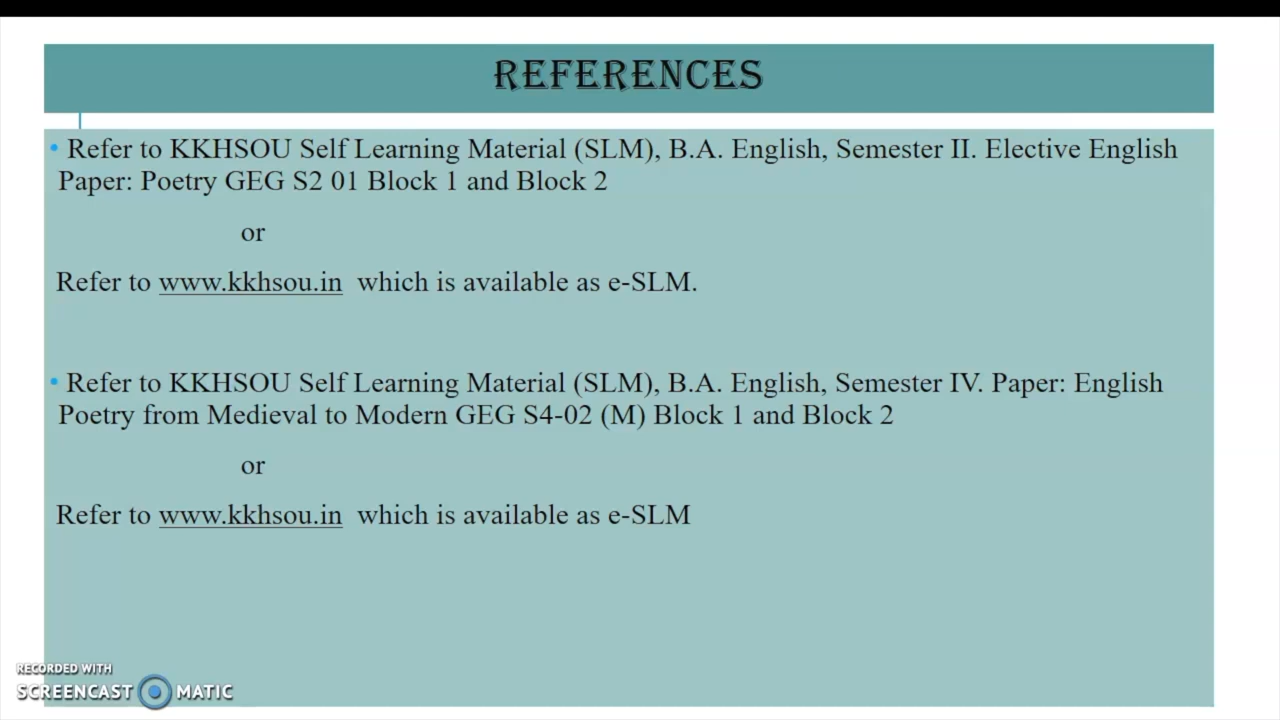 REFERENCES
• Refer to KKHSOU Self Learning Material (SLM), B.A. English, Semester II. Elective English
Paper: Poetry GEG S2 01 Block 1 and Block 2
or
Refer to www.kkhsou.in which is available as e-SLM.
• Refer to KKHSOU Self Learning Material (SLM), B.A. English, Semester IV. Paper: English
Poetry from Medieval to Modern GEG S4-02 (M) Block 1 and Block 2
or
Refer to www.kkhsou.in which is available as e-SLM
RECORDED WITH
SCREENCAST MATIC